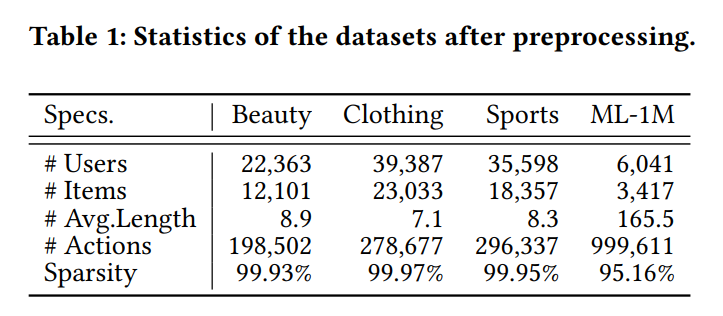 Table 1: Statistics of the datasets after preprocessing.
Specs. Beauty Clothing Sports ML-1M
# Users 22,363 39,387 35,598 6,041
# Items 12,101 23,033 18,357 3,417
# Avg.Length 8.9 7.1 8.3 165.5
# Actions 198,502 278,677 296,337 999,611
Sparsity 99.93% 99.97% 99.95% 95.16%